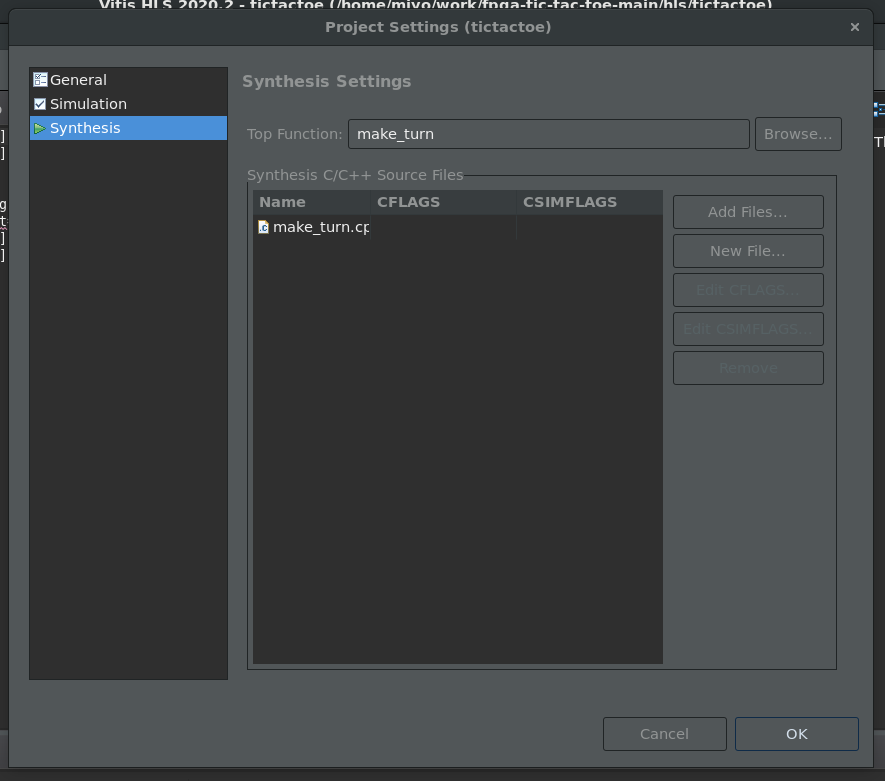 Vitis HLS 2020.2 - tictactoe (/home/miyo/work/fpga-tic-tac-toe-main/hls/tictactoe)
Project Settings (tictactoe)
General
Simulation
Synthesis
Synthesis Settings
Top Function: make_turn Browse...
Synthesis C/C++ Source Files
Name CFLAGS CSIMFLAGS
make_turn.cp
Add Files...
New File...
Edit CFLAGS...
Edit CSIMFLAGS...
Remove
Cancel OK